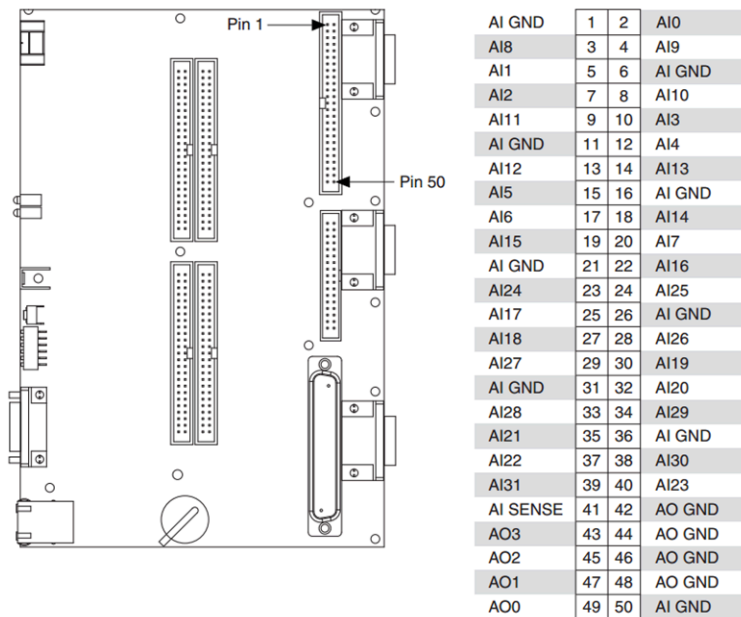 Pin 1
Pin 50
AI GND 1 2 AI0
AI8 3 4 AI9
AI1 5 6 AI GND
AI2 7 8 AI10
AI11 9 10 AI3
AI GND 11 12 AI4
AI12 13 14 AI13
AI5 15 16 AI GND
AI6 17 18 AI14
AI15 19 20 AI7
AI GND 21 22 AI16
AI24 23 24 AI25
AI17 25 26 AI GND
AI18 27 28 AI26
AI27 29 30 AI19
AI GND 31 32 AI20
AI28 33 34 AI29
AI21 35 36 AI GND
AI22 37 38 AI30
AI31 39 40 AI23
AI SENSE 41 42 AO GND
AO3 43 44 AO GND
AO2 45 46 AO GND
AO1 47 48 AO GND
AO0 49 50 AI GND